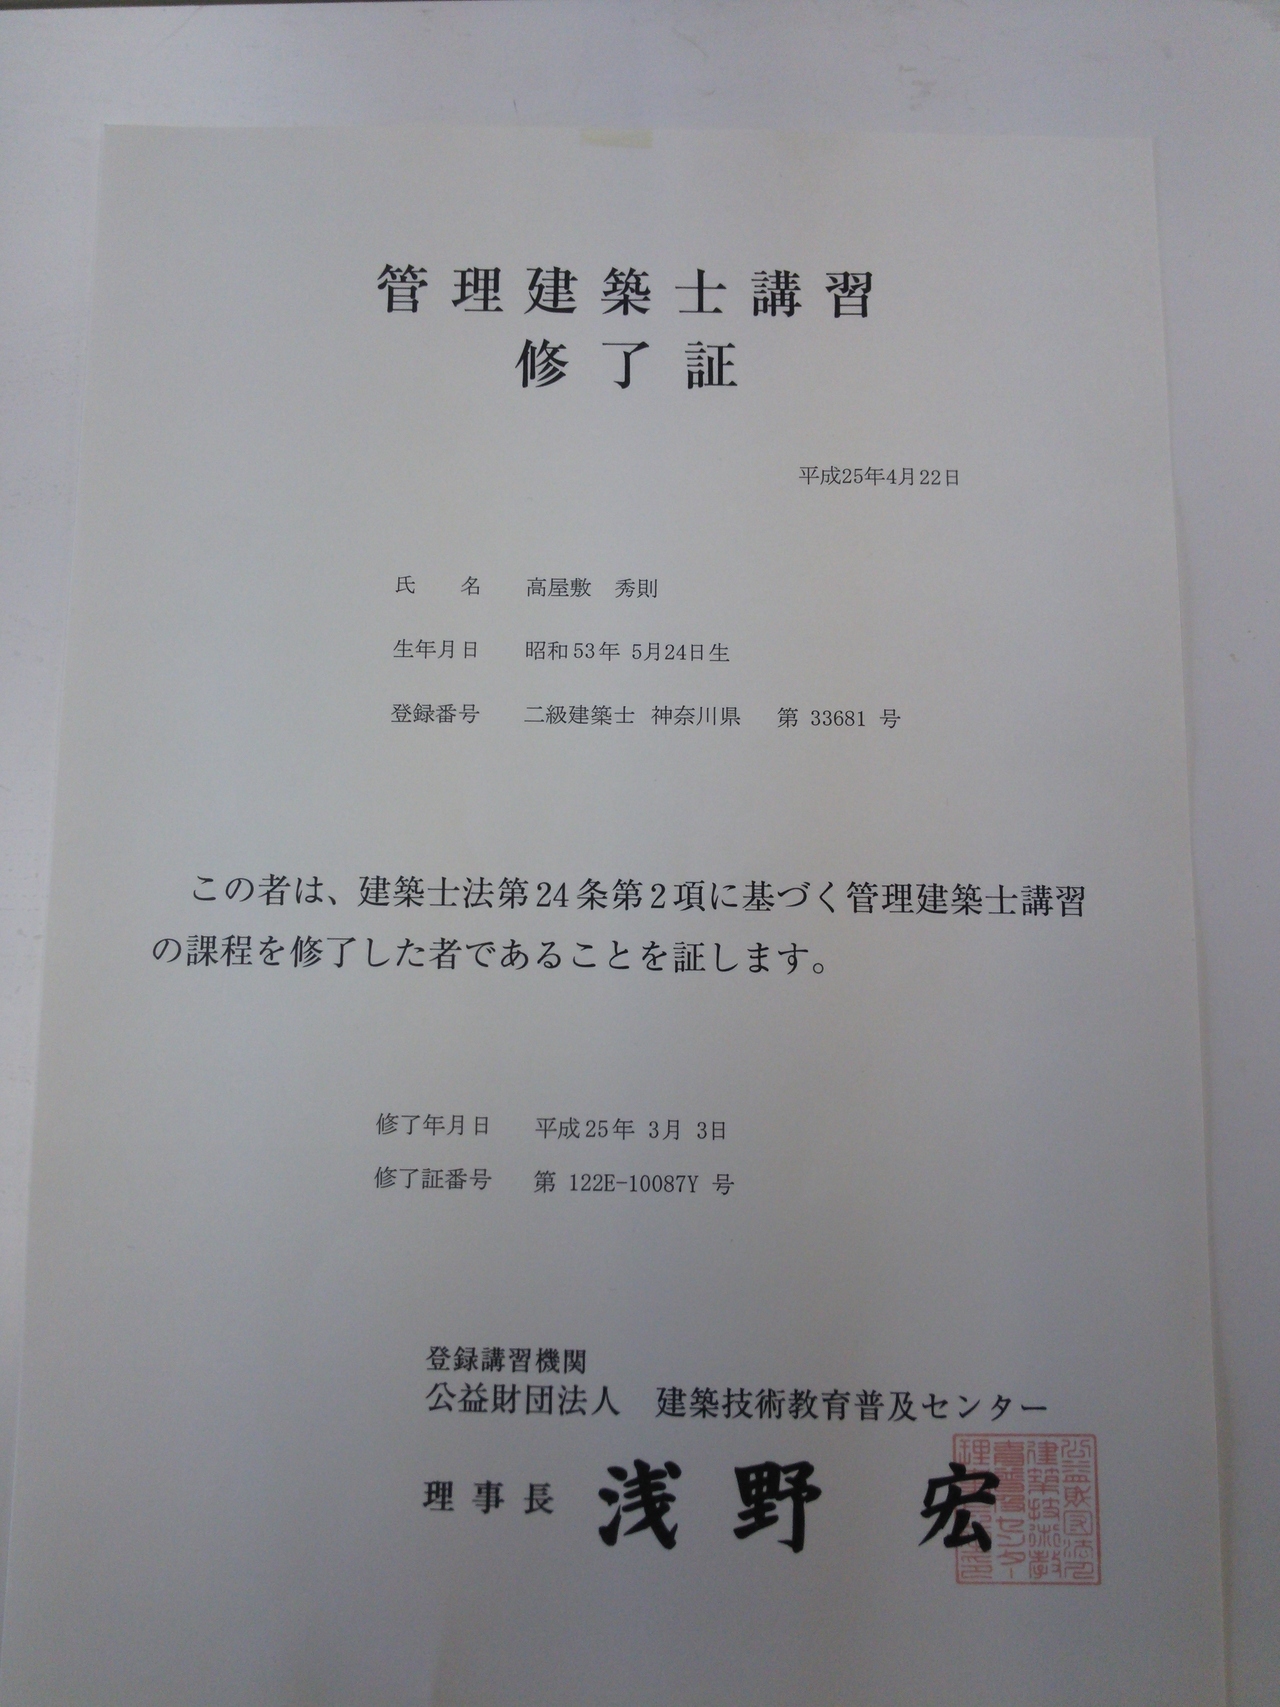 管理建築士講習
修了証
平成25年4月22日
氏　　名　　高屋敷　秀則
生年月日　　昭和53年 5月24日生
登録番号　　二級建築士 神奈川県　第 33681 号
この者は、建築士法第24条第2項に基づく管理建築士講習
の課程を修了した者であることを証します。
修了年月日　　平成25年 3月 3日
修了証番号　　第 122E-10087Y 号
登録講習機関
公益財団法人　建築技術教育普及センター
理事長　浅野　宏